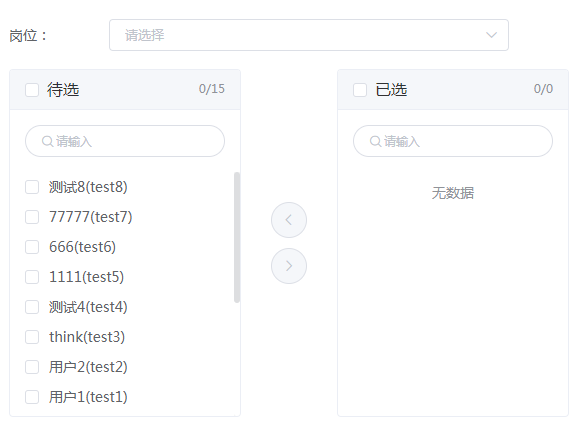 岗位：
请选择
待选 0/15
请输入
测试8(test8)
77777(test7)
666(test6)
1111(test5)
测试4(test4)
think(test3)
用户2(test2)
用户1(test1)
已选 0/0
请输入
无数据